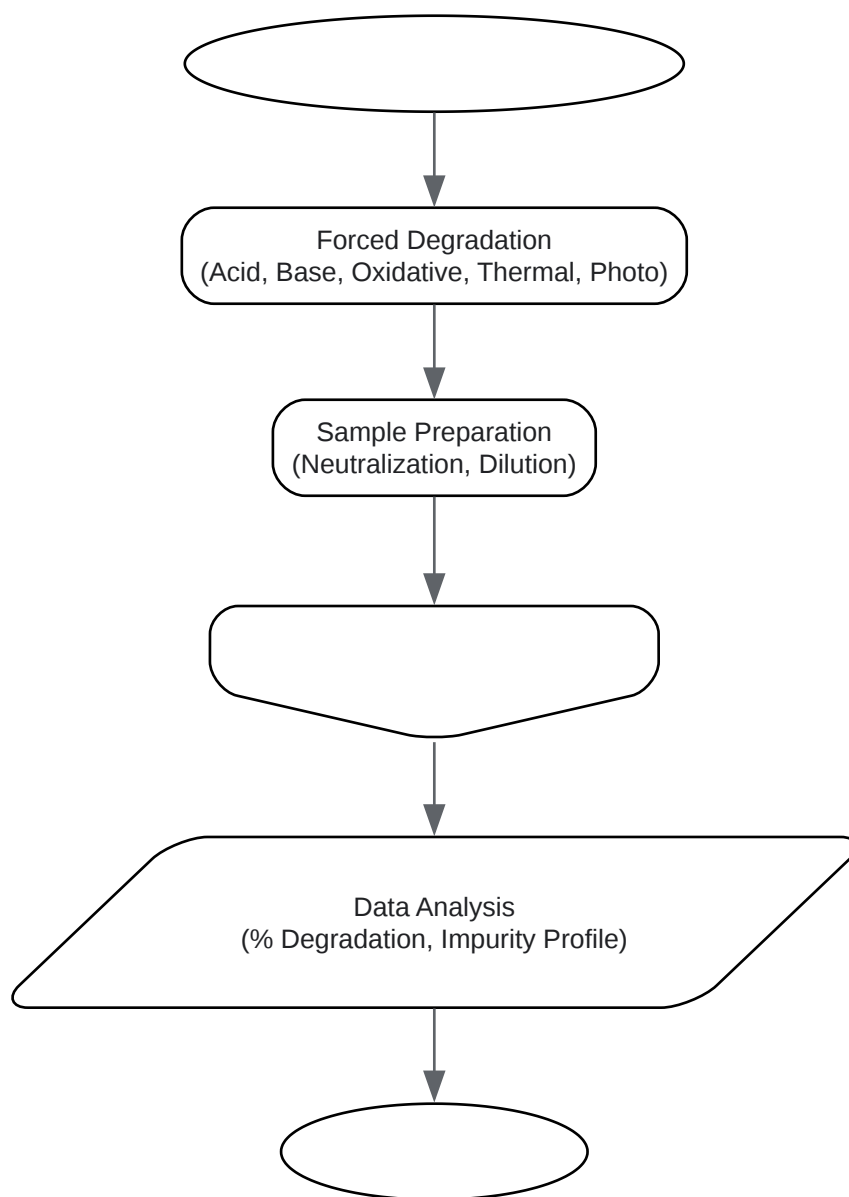 Forced Degradation
(Acid, Base, Oxidative, Thermal, Photo)
Sample Preparation
(Neutralization, Dilution)
Data Analysis
(% Degradation, Impurity Profile)